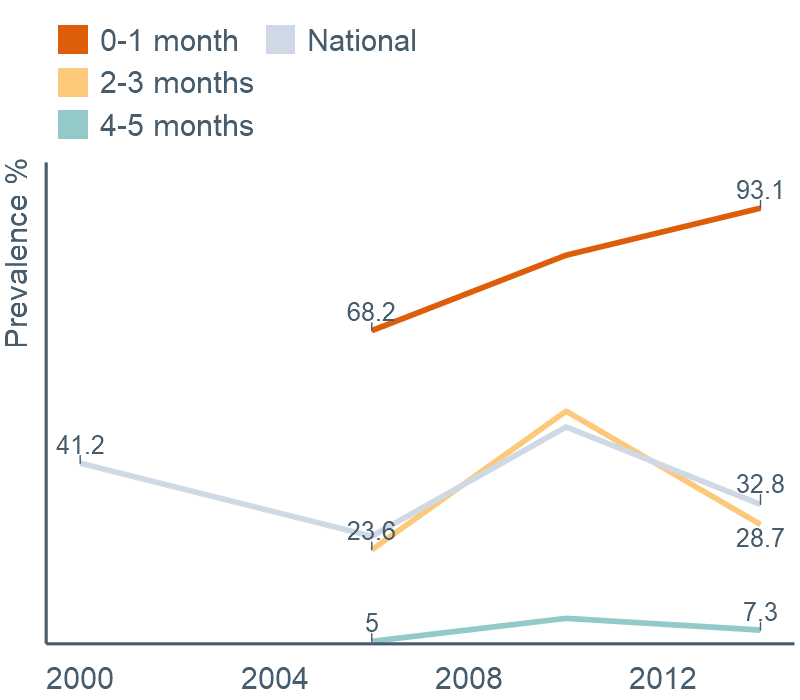 0-1 month National
2-3 months
4-5 months
Prevalence %
93.1
68.2
41.2
32.8
23.6
28.7
7.3
5
2000 2004 2008 2012